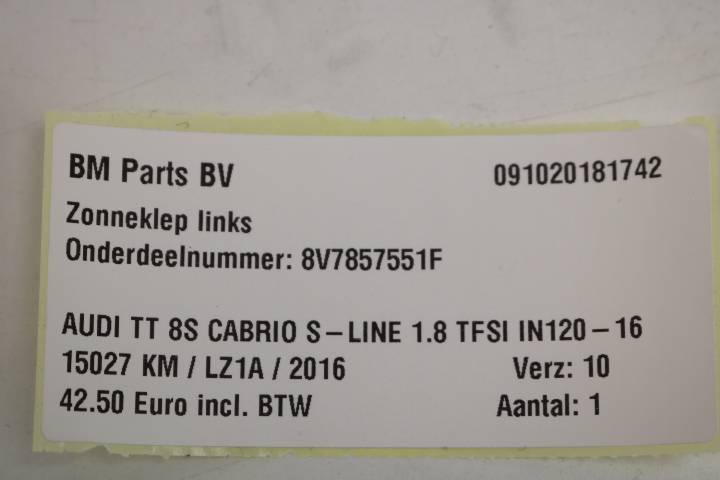 BM Parts BV 091020181742
Zonneklep links
Onderdeelnummer: 8V7857551F
AUDI TT 8S CABRIO S-LINE 1.8 TFSI IN120-16
15027 KM / LZ1A / 2016 Verz: 10
42.50 Euro incl. BTW Aantal: 1